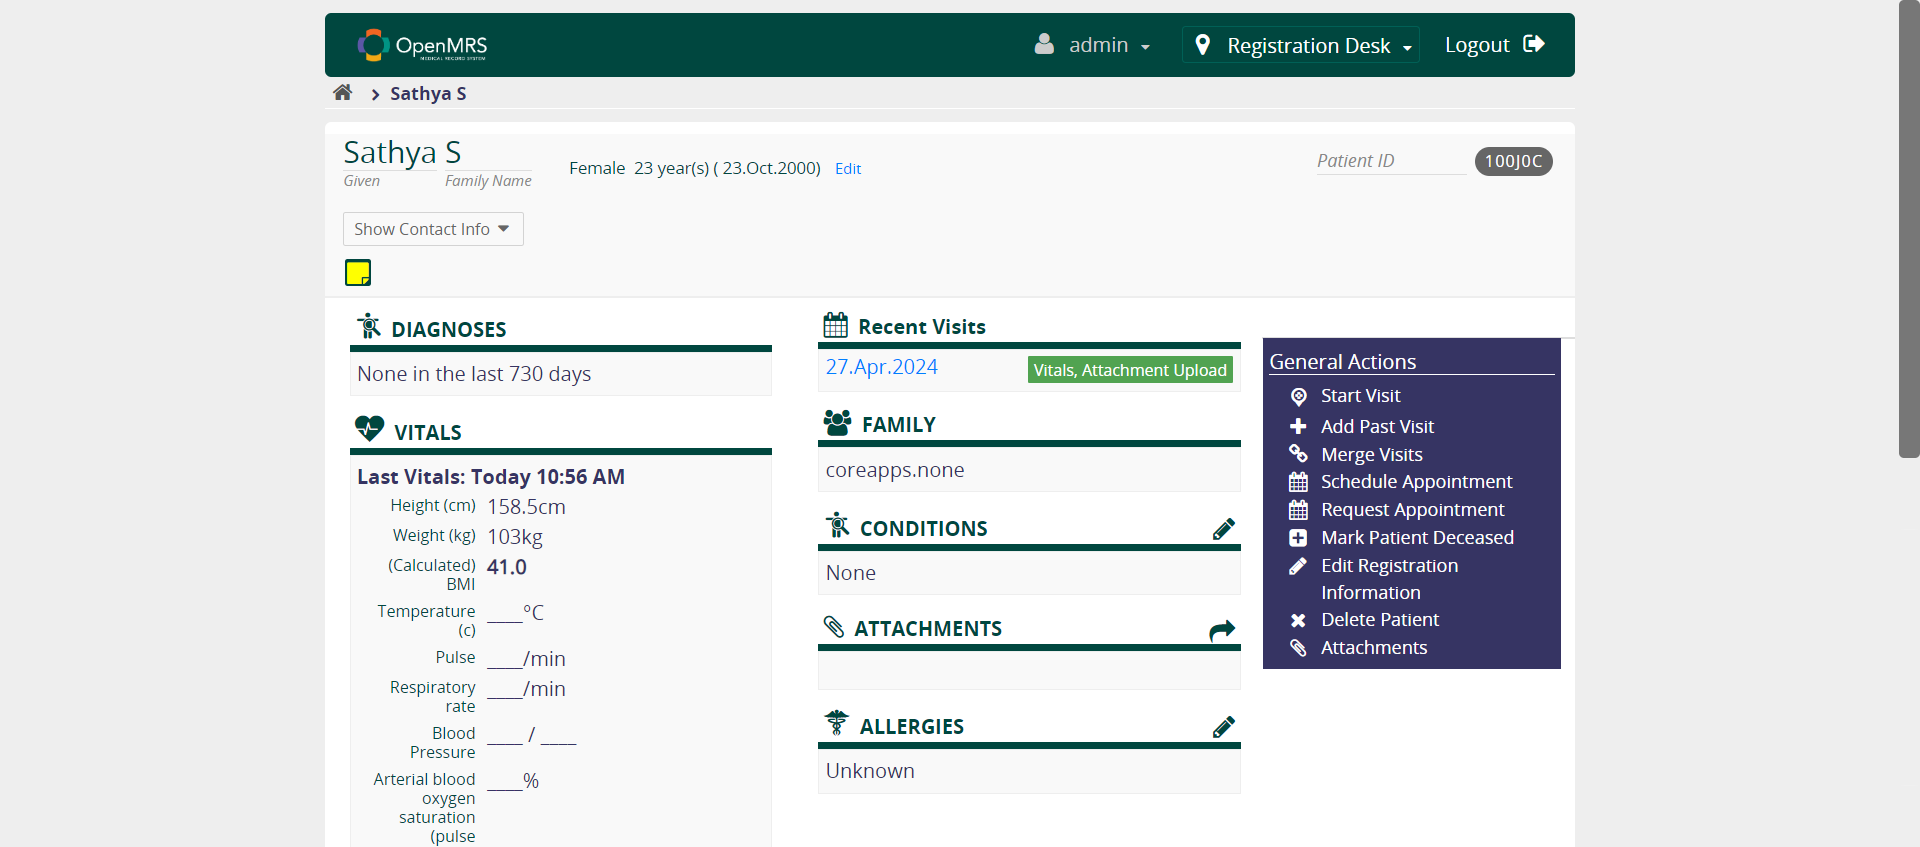 OpenMRS
MEDICAL RECORD SYSTEM
admin
Registration Desk
Logout
Sathya S
Sathya S
Given Family Name
Female 23 year(s) ( 23.Oct.2000) Edit
Patient ID 100J0C
Show Contact Info
DIAGNOSES
None in the last 730 days
VITALS
Last Vitals: Today 10:56 AM
Height (cm) 158.5cm
Weight (kg) 103kg
(Calculated) 41.0
BMI
Temperature ____°C
(c)
Pulse ____/min
Respiratory ____/min
rate
Blood ____ / ____
Pressure
Arterial blood ____%
oxygen
saturation
(pulse
Recent Visits
27.Apr.2024 Vitals, Attachment Upload
FAMILY
coreapps.none
CONDITIONS
None
ATTACHMENTS
ALLERGIES
Unknown
General Actions
Start Visit
Add Past Visit
Merge Visits
Schedule Appointment
Request Appointment
Mark Patient Deceased
Edit Registration
Information
Delete Patient
Attachments